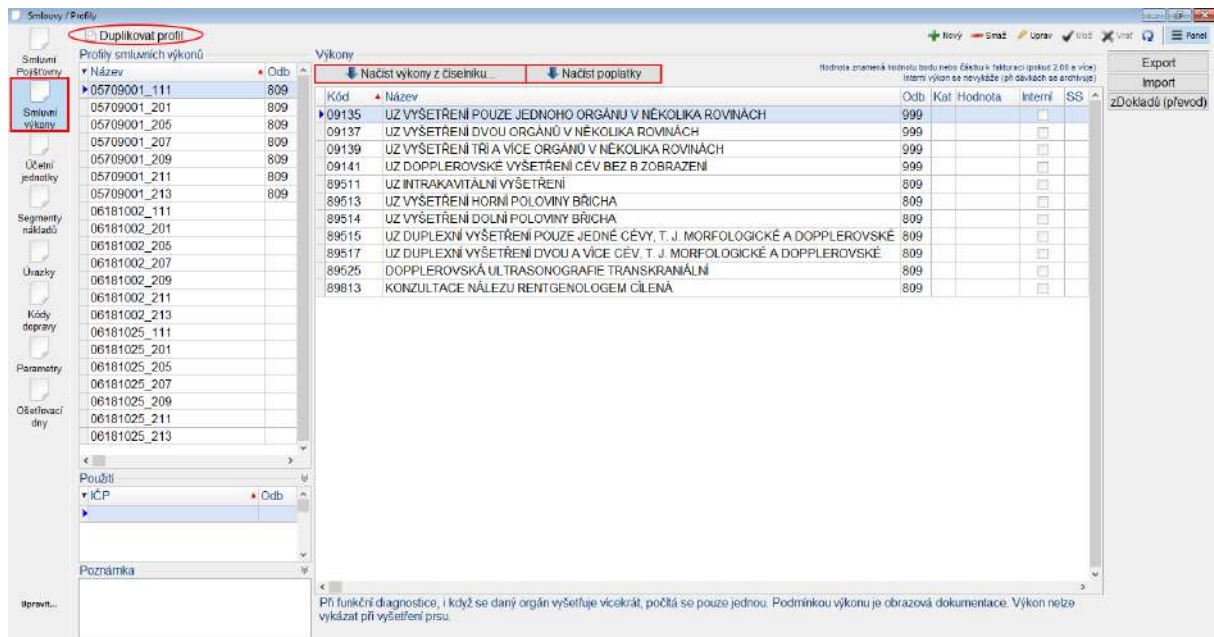 Smlouvy / Profily
Duplikovat profil
Nový Smaž Uprav Ulož Vrať Panel
Smluvní
Pojišťovny
Smluvní
výkony
Účetní
jednotky
Segmenty
nákladů
Úvazky
Kódy
dopravy
Parametry
Ošetřovací
dny
Upravit...
Profily smluvních výkonů
Název Odb
05709001_111 809
05709001_201 809
05709001_205 809
05709001_207 809
05709001_209 809
05709001_211 809
05709001_213 809
06181002_111
06181002_201
06181002_205
06181002_207
06181002_209
06181002_211
06181002_213
06181025_111
06181025_201
06181025_205
06181025_207
06181025_209
06181025_211
06181025_213
Použití
IČP Odb
Poznámka
Výkony
Načíst výkony z číselníku... Načíst poplatky
Hodnota znamená hodnotu bodu nebo částku k fakturaci (pokud 2.00 a více)
Interní výkon se nevykáže (při dávkách se archivuje)
Kód Název Odb Kat Hodnota Interní SS
09135 UZ VYŠETŘENÍ POUZE JEDNOHO ORGÁNU V NĚKOLIKA ROVINÁCH 999
09137 UZ VYŠETŘENÍ DVOU ORGÁNŮ V NĚKOLIKA ROVINÁCH 999
09139 UZ VYŠETŘENÍ TŘÍ A VÍCE ORGÁNŮ V NĚKOLIKA ROVINÁCH 999
09141 UZ DOPPLEROVSKÉ VYŠETŘENÍ CÉV BEZ B ZOBRAZENÍ 999
89511 UZ INTRAKAVITÁLNÍ VYŠETŘENÍ 809
89513 UZ VYŠETŘENÍ HORNÍ POLOVINY BŘICHA 809
89514 UZ VYŠETŘENÍ DOLNÍ POLOVINY BŘICHA 809
89515 UZ DUPLEXNÍ VYŠETŘENÍ POUZE JEDNÉ CÉVY, T. J. MORFOLOGICKÉ A DOPPLEROVSKÉ 809
89517 UZ DUPLEXNÍ VYŠETŘENÍ DVOU A VÍCE CÉV, T. J. MORFOLOGICKÉ A DOPPLEROVSKÉ 809
89525 DOPPLEROVSKÁ ULTRASONOGRAFIE TRANSKRANIÁLNÍ 809
89813 KONZULTACE NÁLEZU RENTGENOLOGEM CÍLENÁ 809
Při funkční diagnostice, i když se daný orgán vyšetřuje vícekrát, počítá se pouze jednou. Podmínkou výkonu je obrazová dokumentace. Výkon nelze
vykázat při vyšetření prsu.
Export
Import
zDokladů (převod)